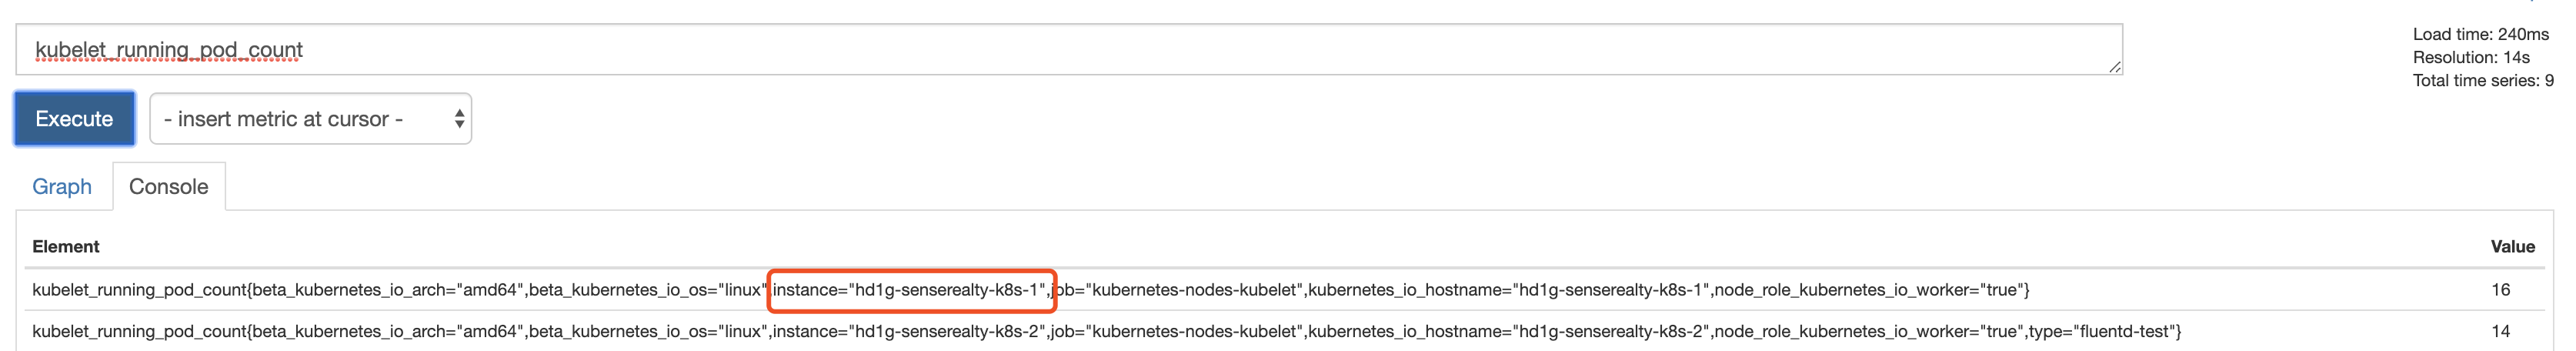 kubelet_running_pod_count
Load time: 240ms
Resolution: 14s
Total time series: 9
Execute
- insert metric at cursor -
Graph
Console
Element
Value
kubelet_running_pod_count{beta_kubernetes_io_arch="amd64",beta_kubernetes_io_os="linux",instance="hd1g-senserealty-k8s-1",job="kubernetes-nodes-kubelet",kubernetes_io_hostname="hd1g-senserealty-k8s-1",node_role_kubernetes_io_worker="true"}
16
kubelet_running_pod_count{beta_kubernetes_io_arch="amd64",beta_kubernetes_io_os="linux",instance="hd1g-senserealty-k8s-2",job="kubernetes-nodes-kubelet",kubernetes_io_hostname="hd1g-senserealty-k8s-2",node_role_kubernetes_io_worker="true",type="fluentd-test"}
14